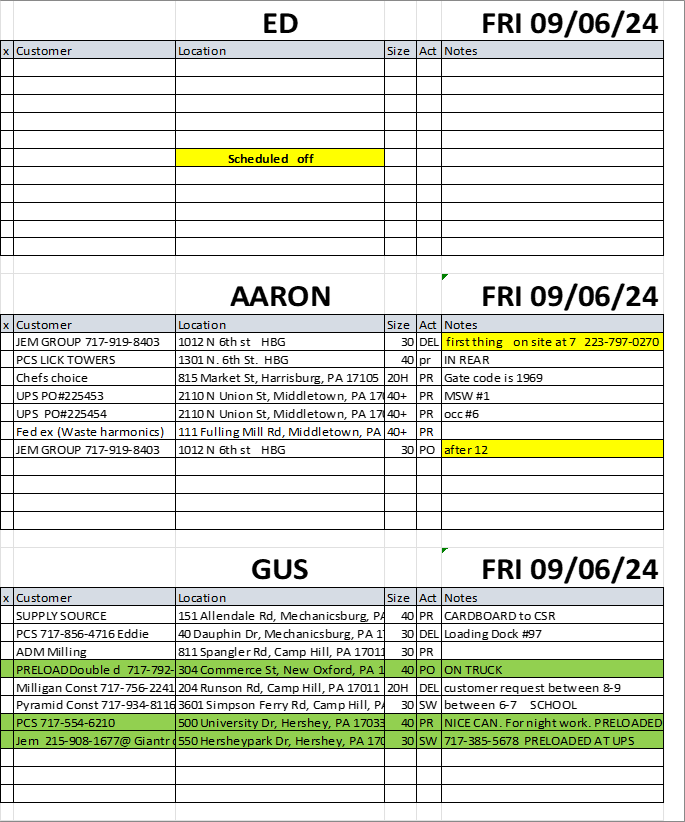 ED FRI 09/06/24
x Customer Location Size Act Notes
Scheduled off
AARON FRI 09/06/24
x Customer Location Size Act Notes
JEM GROUP 717-919-8403 1012 N 6th st HBG 30 DEL first thing on site at 7 223-797-0270
PCS LICK TOWERS 1301 N. 6th St. HBG 40 pr IN REAR
Chefs choice 815 Market St, Harrisburg, PA 17105 20H PR Gate code is 1969
UPS PO#225453 2110 N Union St, Middletown, PA 17 40+ PR MSW #1
UPS PO#225454 2110 N Union St, Middletown, PA 17 40+ PR occ #6
Fed ex (Waste harmonics) 111 Fulling Mill Rd, Middletown, PA 40+ PR
JEM GROUP 717-919-8403 1012 N 6th st HBG 30 PO after 12
GUS FRI 09/06/24
x Customer Location Size Act Notes
SUPPLY SOURCE 151 Allendale Rd, Mechanicsburg, PA 40 PR CARDBOARD to CSR
PCS 717-856-4716 Eddie 40 Dauphin Dr, Mechanicsburg, PA 1 30 DEL Loading Dock #97
ADM Milling 811 Spangler Rd, Camp Hill, PA 17011 30 PR
PRELOADDouble d 717-792- 304 Commerce St, New Oxford, PA 1 40 PO ON TRUCK
Milligan Const 717-756-2241 204 Runson Rd, Camp Hill, PA 17011 20H DEL customer request between 8-9
Pyramid Const 717-934-8116 3601 Simpson Ferry Rd, Camp Hill, PA 30 SW between 6-7 SCHOOL
PCS 717-554-6210 500 University Dr, Hershey, PA 17033 40 PR NICE CAN. For night work. PRELOADED
Jem 215-908-1677@ Giantr 550 Hersheypark Dr, Hershey, PA 170 30 SW 717-385-5678 PRELOADED AT UPS